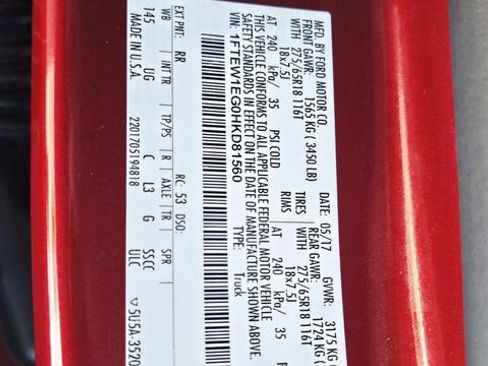 MFD. BY FORD MOTOR CO.
DATE: 05/17 GVWR: 3175 KG (
FRONT GAWR: 1565 KG ( 3450 LB) REAR GAWR: 1724 KG (
WITH 275/65R18 116T TIRES WITH 275/65R18 116T
18x7.5J RIMS 18x7.5J
AT 240 kPa/ 35 PSI COLD AT 240 kPa/ 35
THIS VEHICLE CONFORMS TO ALL APPLICABLE FEDERAL MOTOR VEHICLE
SAFETY STANDARDS IN EFFECT ON THE DATE OF MANUFACTURE SHOWN ABOVE.
VIN: 1FTEW1EG0HKD81560 TYPE: Truck
EXT PNT: RR RC: 53 DSO:
WB INT TR TP/PS R AXLE TR SPR
145 UG C L3 G SSCC
MADE IN U.S.A. 2201705194818 ULC 5U5A-3520